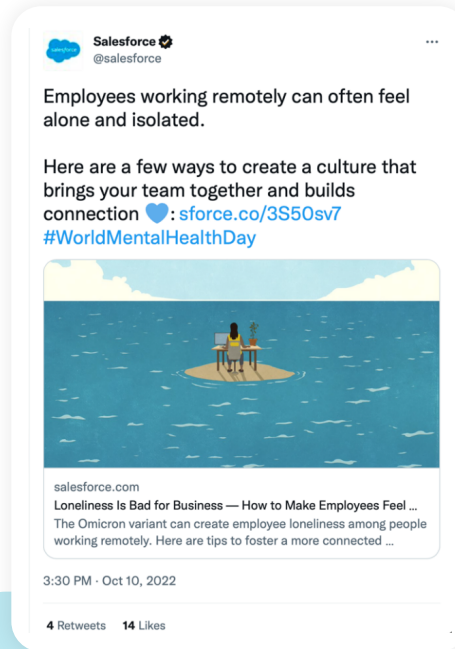 Salesforce
@salesforce
Employees working remotely can often feel
alone and isolated.
Here are a few ways to create a culture that
brings your team together and builds
connection 💙: sforce.co/3S50sv7
#WorldMentalHealthDay
salesforce.com
Loneliness Is Bad for Business — How to Make Employees Feel ...
The Omicron variant can create employee loneliness among people
working remotely. Here are tips to foster a more connected ...
3:30 PM · Oct 10, 2022
4 Retweets 14 Likes